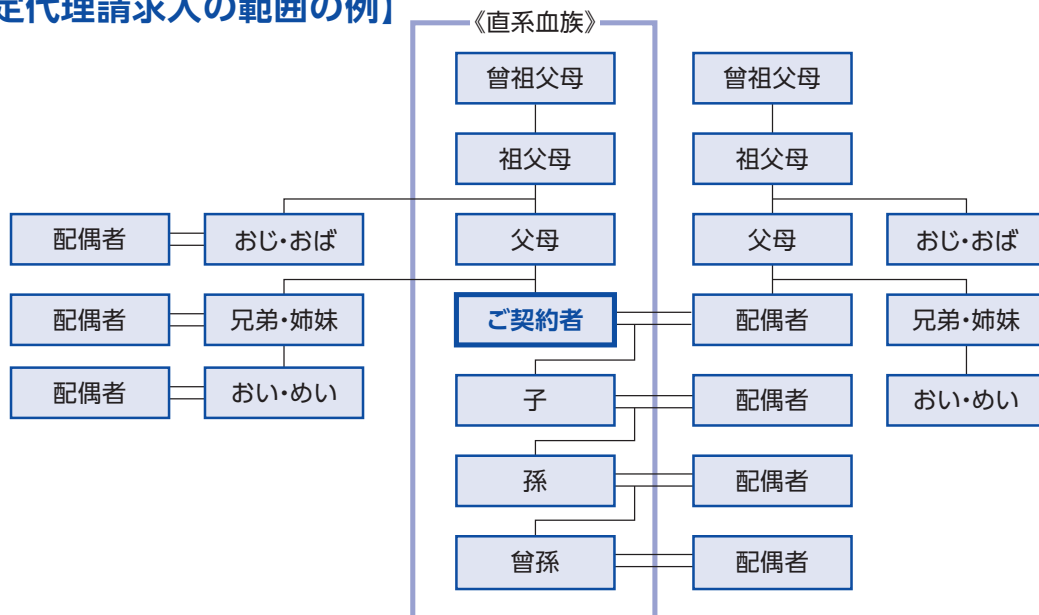 定代理請求人の範囲の例】
《直系血族》
曾祖父母 曾祖父母
祖父母 祖父母
配偶者 おじ・おば 父母 父母 おじ・おば
配偶者 兄弟・姉妹 ご契約者 配偶者 兄弟・姉妹
配偶者 おい・めい 子 配偶者 おい・めい
孫 配偶者
曾孫 配偶者